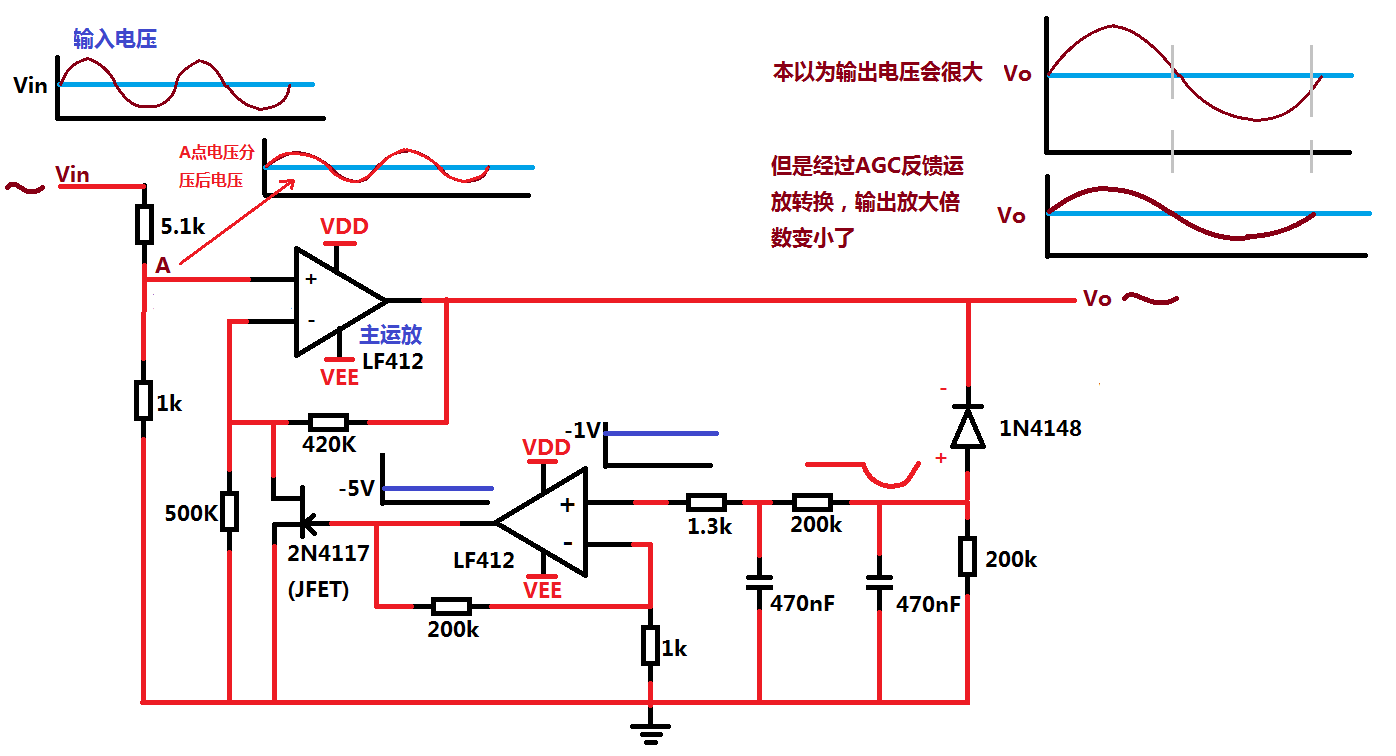 输入电压
Vin
本以为输出电压会很大
Vo
A点电压分
压后电压
但是经过AGC反馈运
放转换，输出放大倍
数变小了
Vo
Vin
5.1k
A
VDD
+
-
主运放
LF412
VEE
Vo
1k
420K
-
1N4148
+
-1V
VDD
-5V
500K
+
-
1.3k
200k
2N4117
(JFET)
LF412
VEE
200k
470nF
470nF
200k
1k